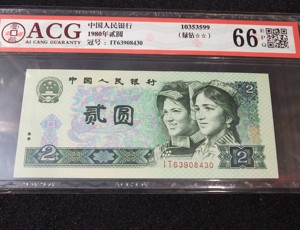 ACG
AI CANG GUARANTY
中国人民银行
1980年贰圆
冠号：IT63908430
10353599
（绿钻☆☆）
66 EPQ
中国人民银行
2
贰圆
2
IT63908430
2